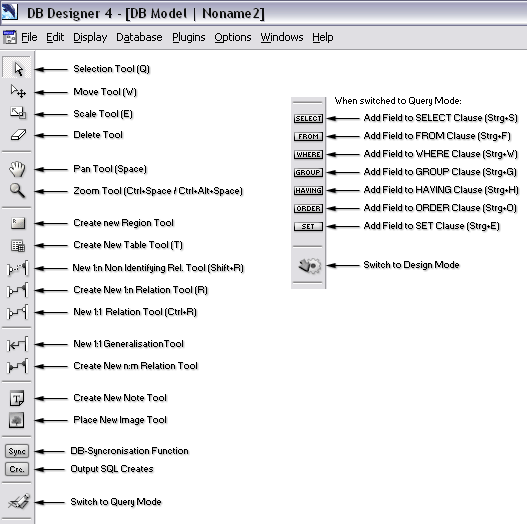 DB Designer 4 - [DB Model | Noname2]
File Edit Display Database Plugins Options Windows Help
Selection Tool (Q)
Move Tool (W)
Scale Tool (E)
Delete Tool
Pan Tool (Space)
Zoom Tool (Ctrl+Space / Ctrl+Alt+Space)
Create new Region Tool
Create New Table Tool (T)
New 1:n Non Identifying Rel. Tool (Shift+R)
Create New 1:n Relation Tool (R)
New 1:1 Relation Tool (Ctrl+R)
New 1:1 Generalisation Tool
Create New n:m Relation Tool
Create New Note Tool
Place New Image Tool
Sync DB-Syncronisation Function
Cre. Output SQL Creates
Switch to Query Mode
When switched to Query Mode:
SELECT Add Field to SELECT Clause (Strg+S)
FROM Add Field to FROM Clause (Strg+F)
WHERE Add Field to WHERE Clause (Strg+W)
GROUP Add Field to GROUP Clause (Strg+G)
HAVING Add Field to HAVING Clause (Strg+H)
ORDER Add Field to ORDER Clause (Strg+O)
SET Add Field to SET Clause (Strg+E)
Switch to Design Mode